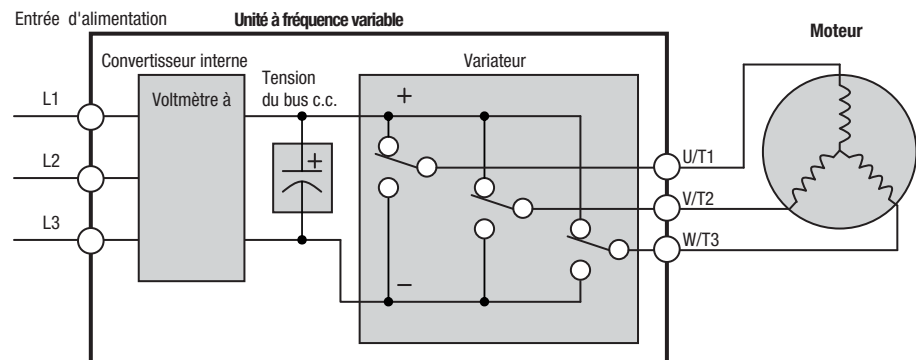 Entrée d'alimentation
Unité à fréquence variable
Moteur
Convertisseur interne
Tension
du bus c.c.
Variateur
Voltmètre à
L1
L2
L3
+
+
−
U/T1
V/T2
W/T3